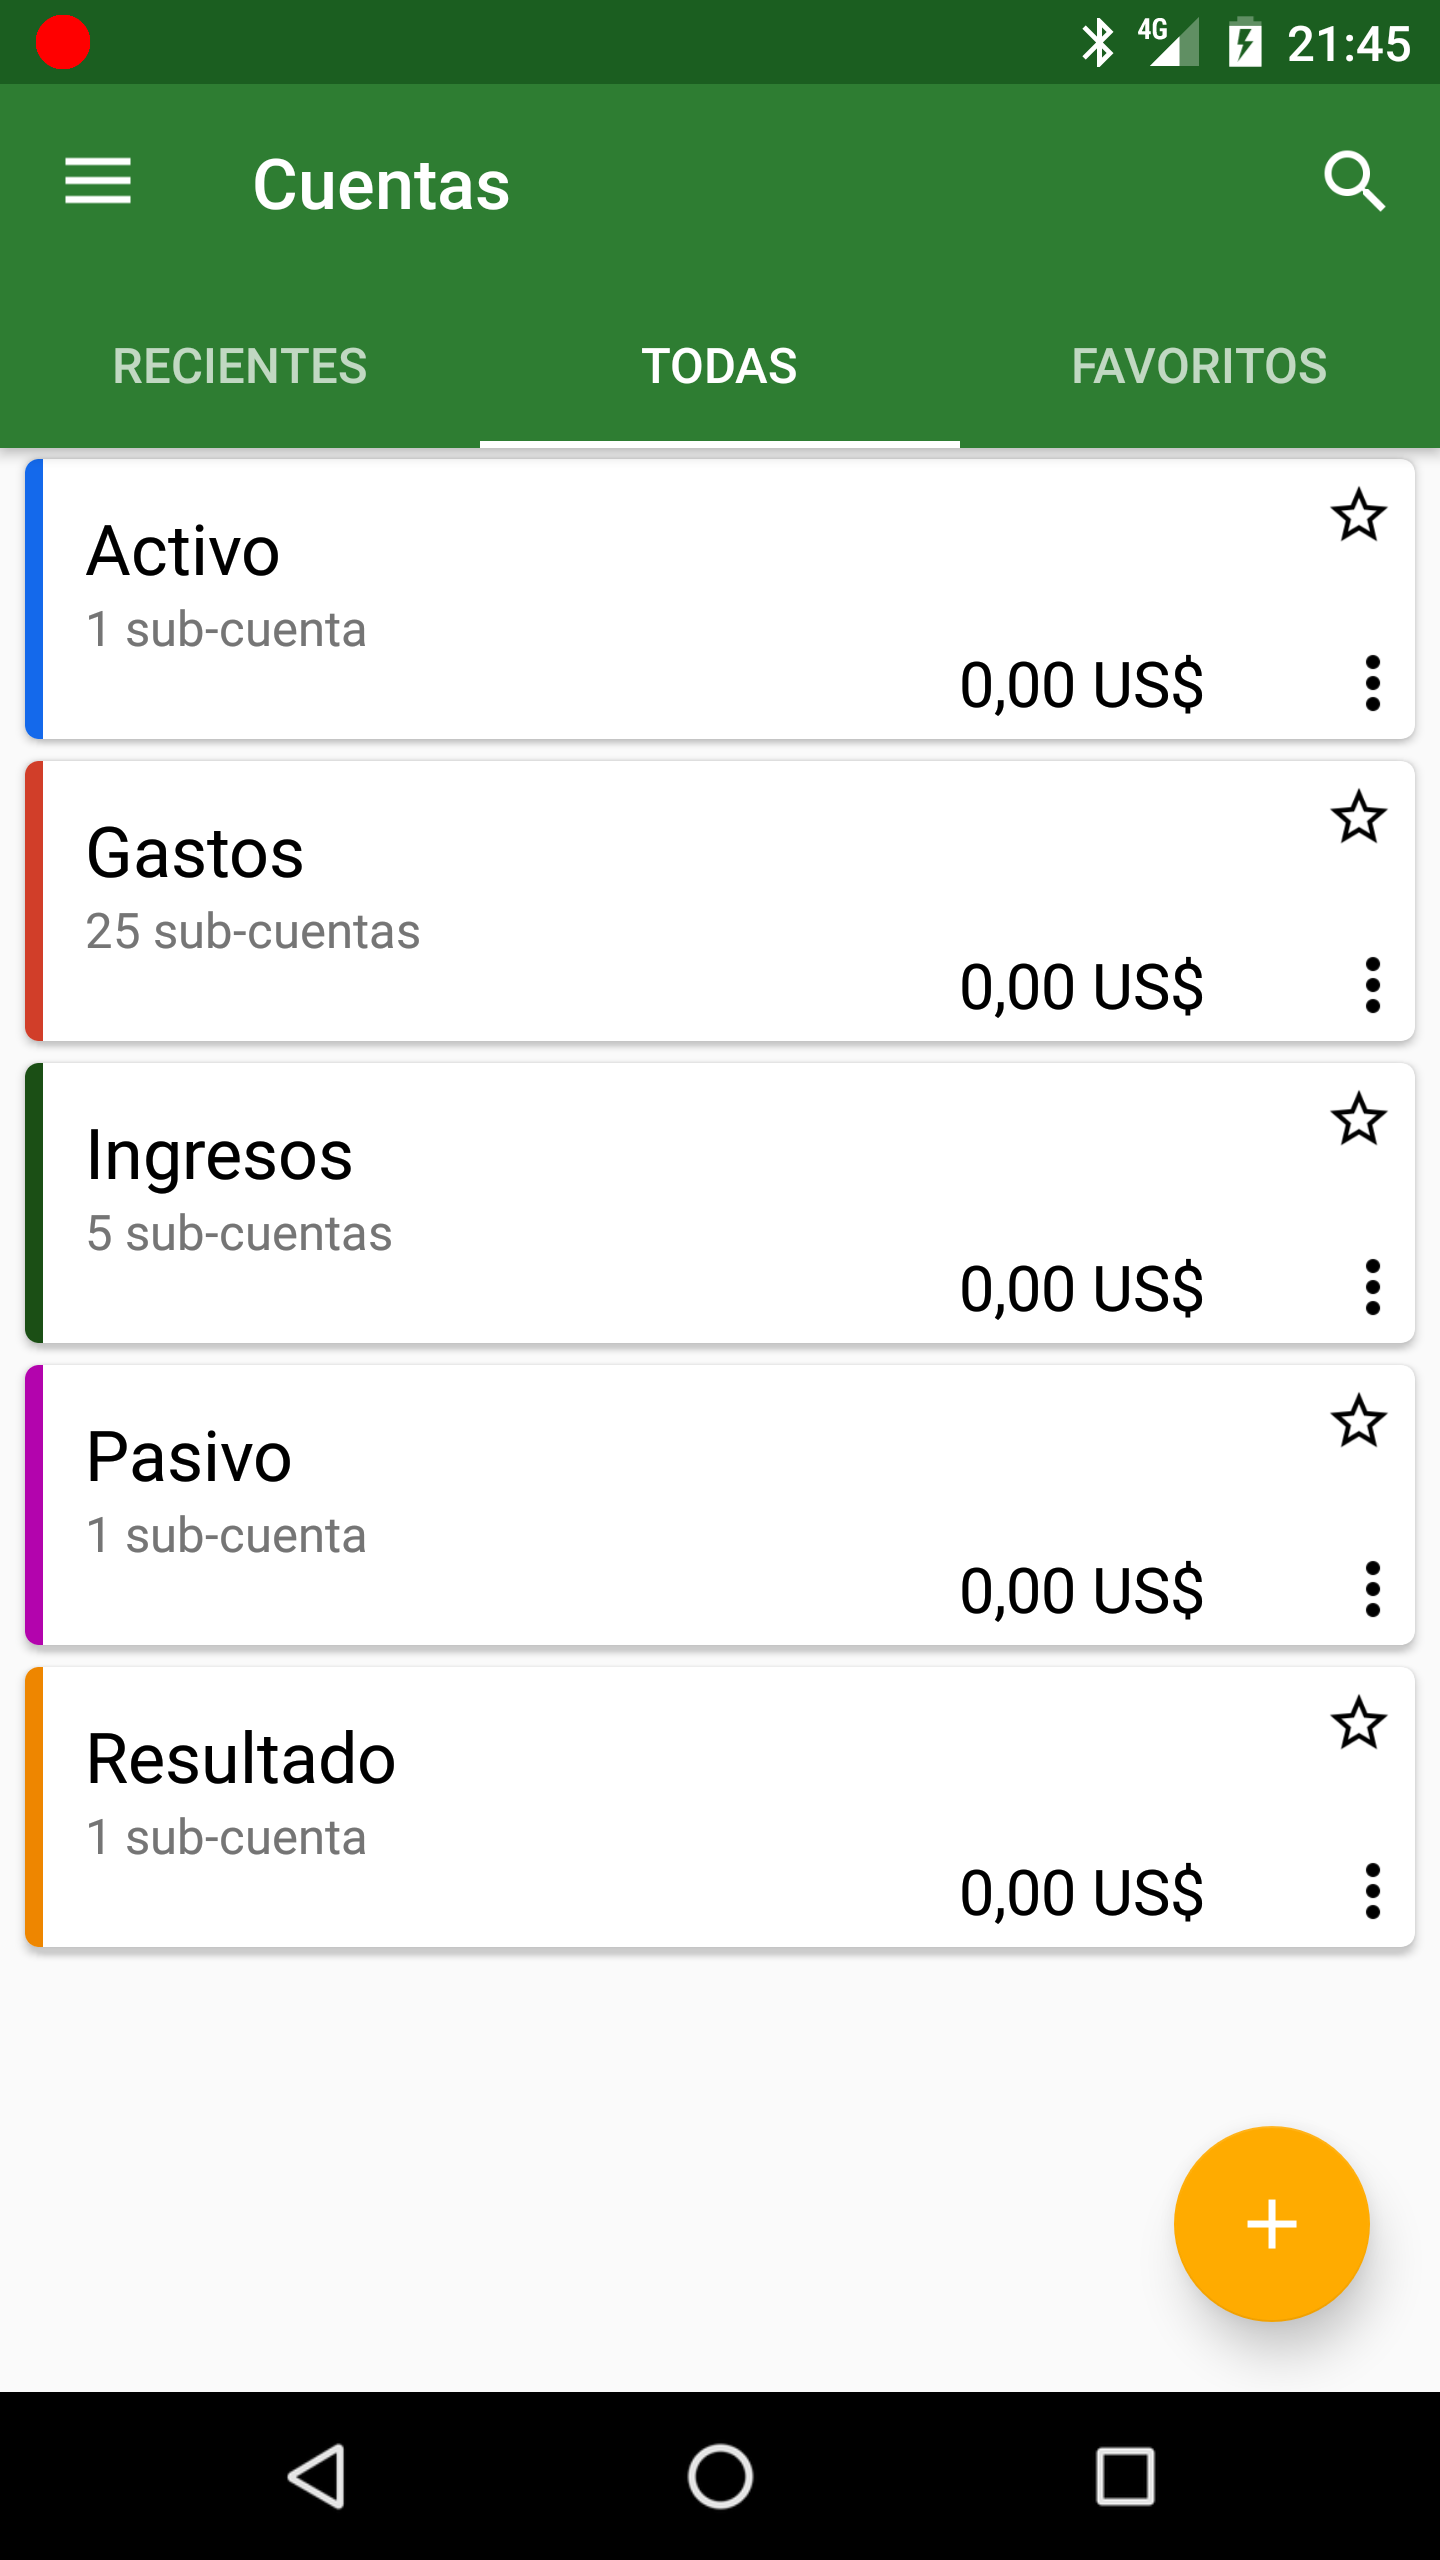 4G 21:45
Cuentas
RECIENTES TODAS FAVORITOS
Activo
1 sub-cuenta
0,00 US$
Gastos
25 sub-cuentas
0,00 US$
Ingresos
5 sub-cuentas
0,00 US$
Pasivo
1 sub-cuenta
0,00 US$
Resultado
1 sub-cuenta
0,00 US$